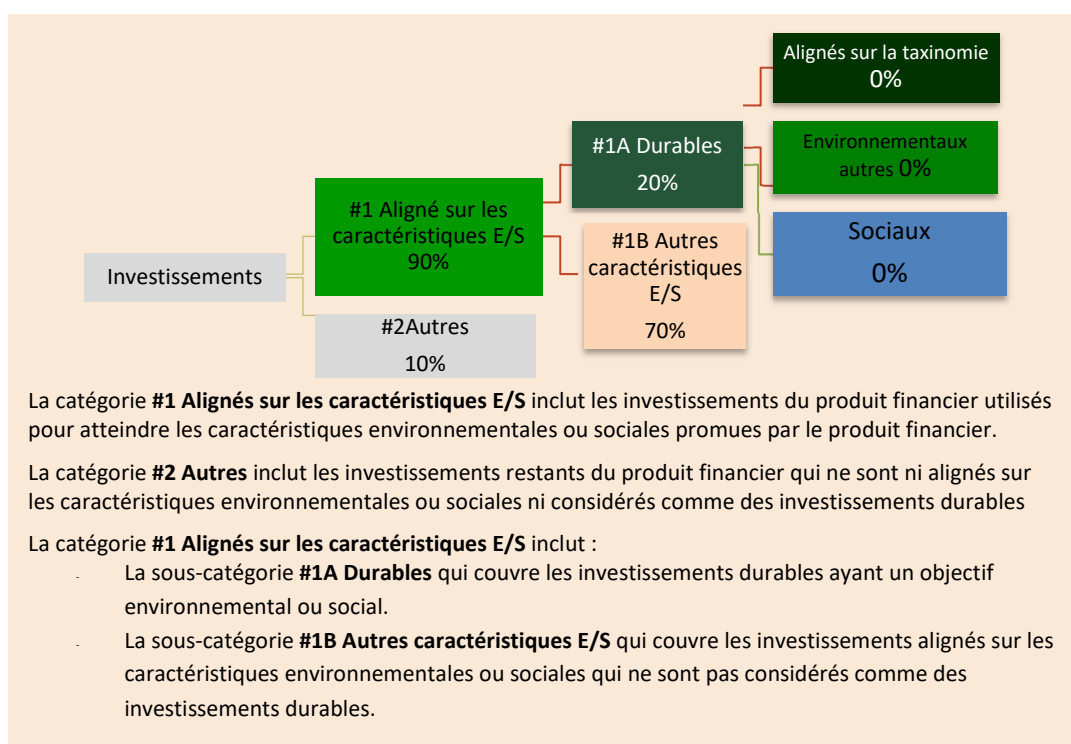 Alignés sur la taxinomie
0%
#1A Durables
20%
Environnementaux
autres 0%
#1 Aligné sur les
caractéristiques E/S
90%
Sociaux
0%
#1B Autres
caractéristiques
E/S
70%
Investissements
#2Autres
10%
La catégorie #1 Alignés sur les caractéristiques E/S inclut les investissements du produit financier utilisés
pour atteindre les caractéristiques environnementales ou sociales promues par le produit financier.
La catégorie #2 Autres inclut les investissements restants du produit financier qui ne sont ni alignés sur
les caractéristiques environnementales ou sociales ni considérés comme des investissements durables
La catégorie #1 Alignés sur les caractéristiques E/S inclut :
- La sous-catégorie #1A Durables qui couvre les investissements durables ayant un objectif
environnemental ou social.
- La sous-catégorie #1B Autres caractéristiques E/S qui couvre les investissements alignés sur les
caractéristiques environnementales ou sociales qui ne sont pas considérés comme des
investissements durables.